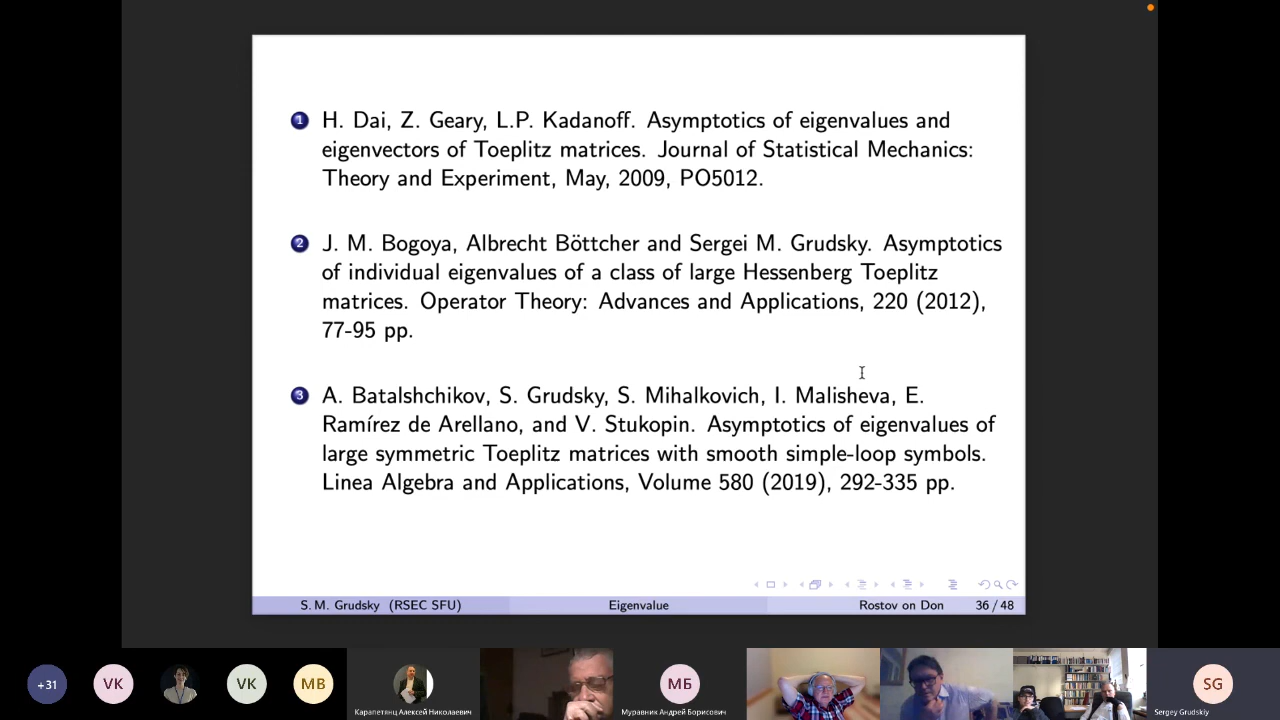 1 H. Dai, Z. Geary, L.P. Kadanoff. Asymptotics of eigenvalues and
eigenvectors of Toeplitz matrices. Journal of Statistical Mechanics:
Theory and Experiment, May, 2009, PO5012.
2 J. M. Bogoya, Albrecht Böttcher and Sergei M. Grudsky. Asymptotics
of individual eigenvalues of a class of large Hessenberg Toeplitz
matrices. Operator Theory: Advances and Applications, 220 (2012),
77-95 pp.
3 A. Batalshchikov, S. Grudsky, S. Mihalkovich, I. Malisheva, E.
Ramírez de Arellano, and V. Stukopin. Asymptotics of eigenvalues of
large symmetric Toeplitz matrices with smooth simple-loop symbols.
Linea Algebra and Applications, Volume 580 (2019), 292-335 pp.
S. M. Grudsky (RSEC SFU) Eigenvalue Rostov on Don 36 / 48
+31 VK VK MB МБ SG
Карапетянц Алексей Николаевич Муравник Андрей Борисович Sergey Grudskiy